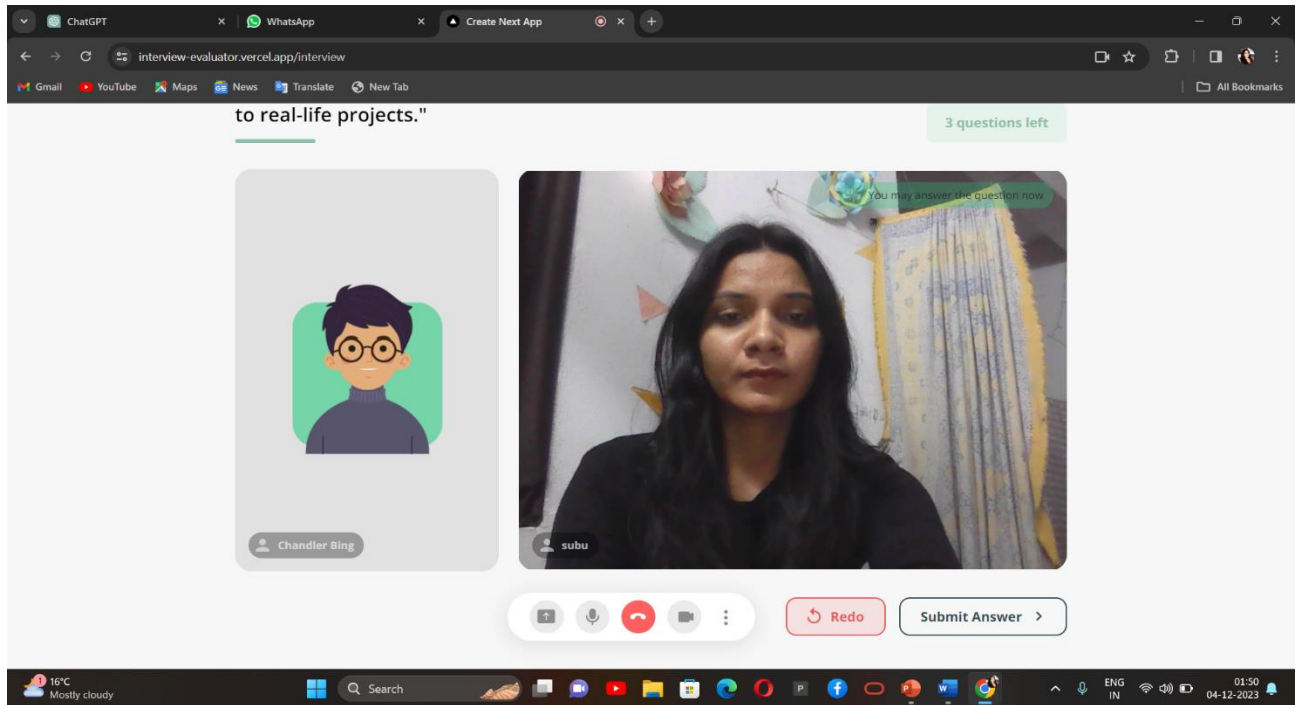 ChatGPT
WhatsApp
Create Next App
interview-evaluator.vercel.app/interview
Gmail
YouTube
Maps
News
Translate
New Tab
All Bookmarks
to real-life projects."
3 questions left
You may answer the question now
Chandler Bing
subu
Redo
Submit Answer
1
16°C
Mostly cloudy
Search
ENG
IN
01:50
04-12-2023